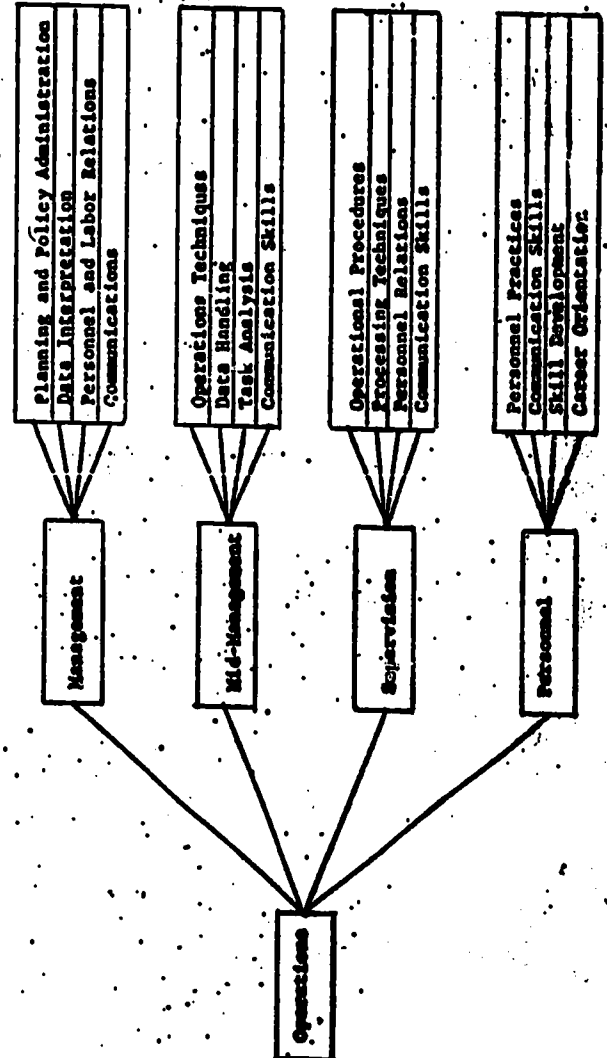 Operations
Management
Planning and Policy Administration
Data Interpretation
Personnel and Labor Relations
Communications
Mid-Management
Operations Techniques
Data Handling
Task Analysis
Communication Skills
Supervision
Operational Procedures
Processing Techniques
Personnel Relations
Communication Skills
Personnel -
Personnel Practices
Communication Skills
Skill Development
Career Orientation